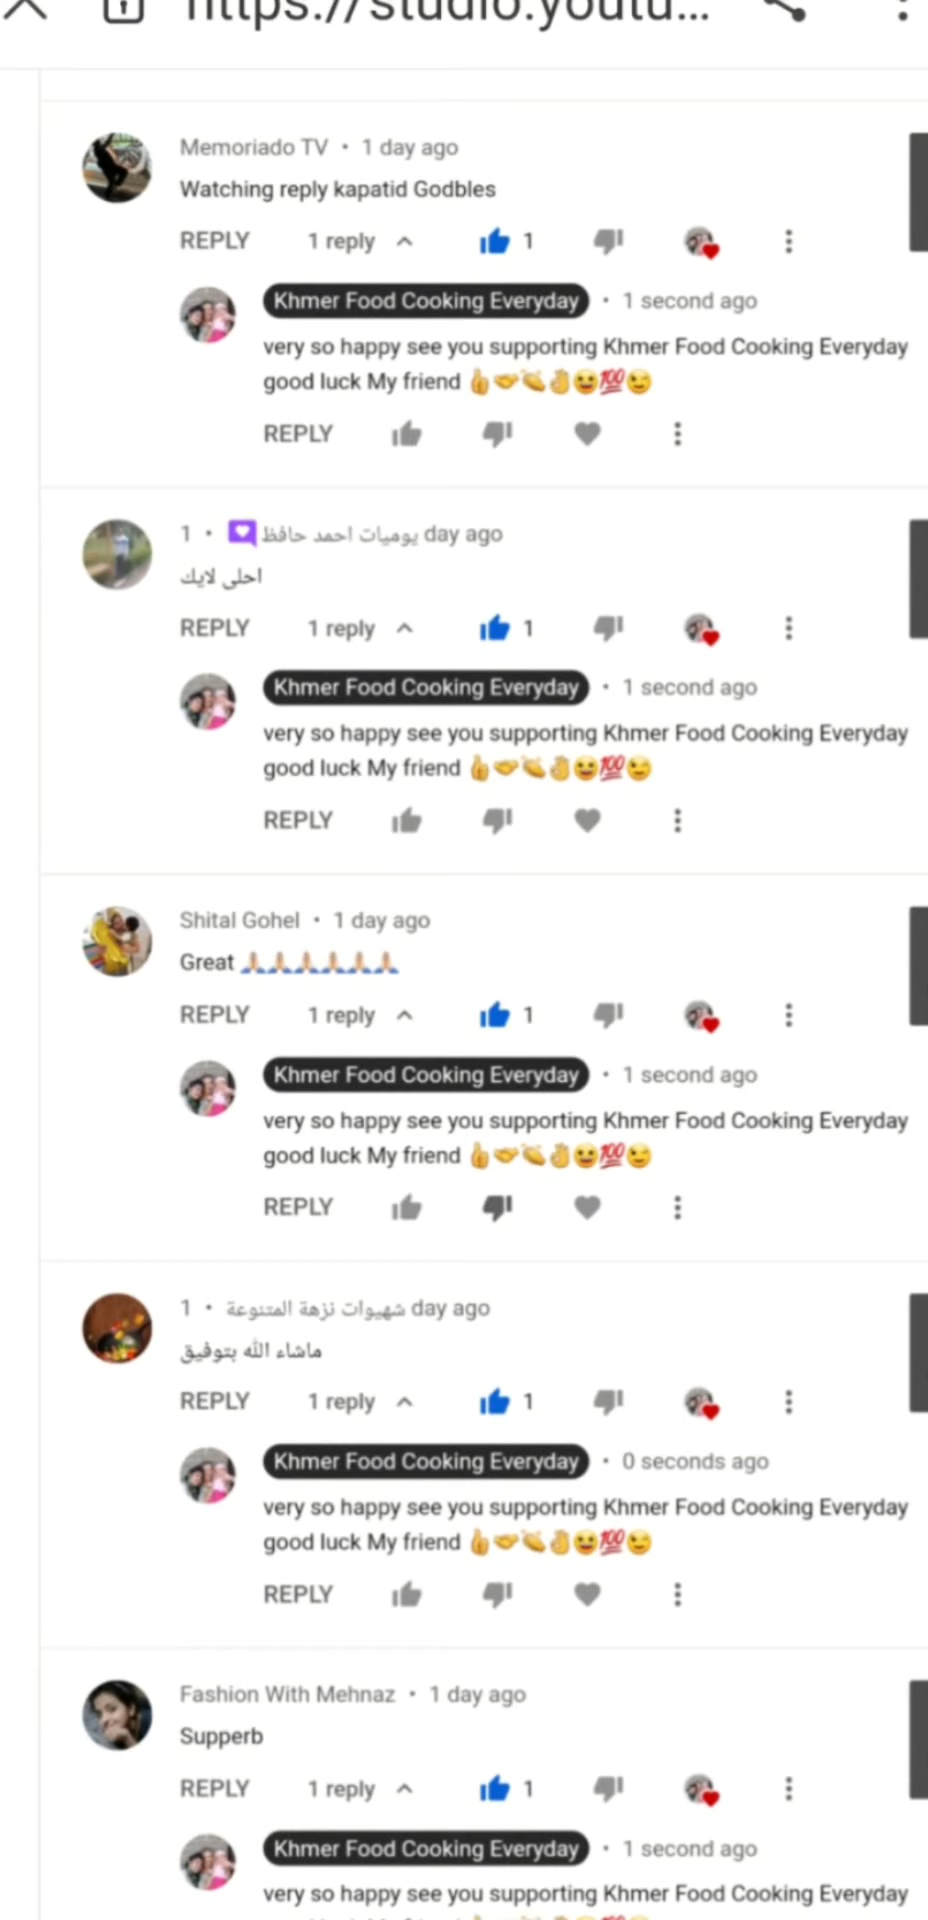 https://studio.youtu...
Memoriado TV • 1 day ago
Watching reply kapatid Godbles
REPLY 1 reply 1
Khmer Food Cooking Everyday • 1 second ago
very so happy see you supporting Khmer Food Cooking Everyday
good luck My friend 👍🤝👏👌😀💯😉
REPLY
1 • يوميات احمد حافظ day ago
احلى لايك
REPLY 1 reply 1
Khmer Food Cooking Everyday • 1 second ago
very so happy see you supporting Khmer Food Cooking Everyday
good luck My friend 👍🤝👏👌😀💯😉
REPLY
Shital Gohel • 1 day ago
Great 🙏🙏🙏🙏🙏🙏
REPLY 1 reply 1
Khmer Food Cooking Everyday • 1 second ago
very so happy see you supporting Khmer Food Cooking Everyday
good luck My friend 👍🤝👏👌😀💯😉
REPLY
1 • شهيوات نزهة المتنوعة day ago
ماشاء الله بتوفيق
REPLY 1 reply 1
Khmer Food Cooking Everyday • 0 seconds ago
very so happy see you supporting Khmer Food Cooking Everyday
good luck My friend 👍🤝👏👌😀💯😉
REPLY
Fashion With Mehnaz • 1 day ago
Supperb
REPLY 1 reply 1
Khmer Food Cooking Everyday • 1 second ago
very so happy see you supporting Khmer Food Cooking Everyday